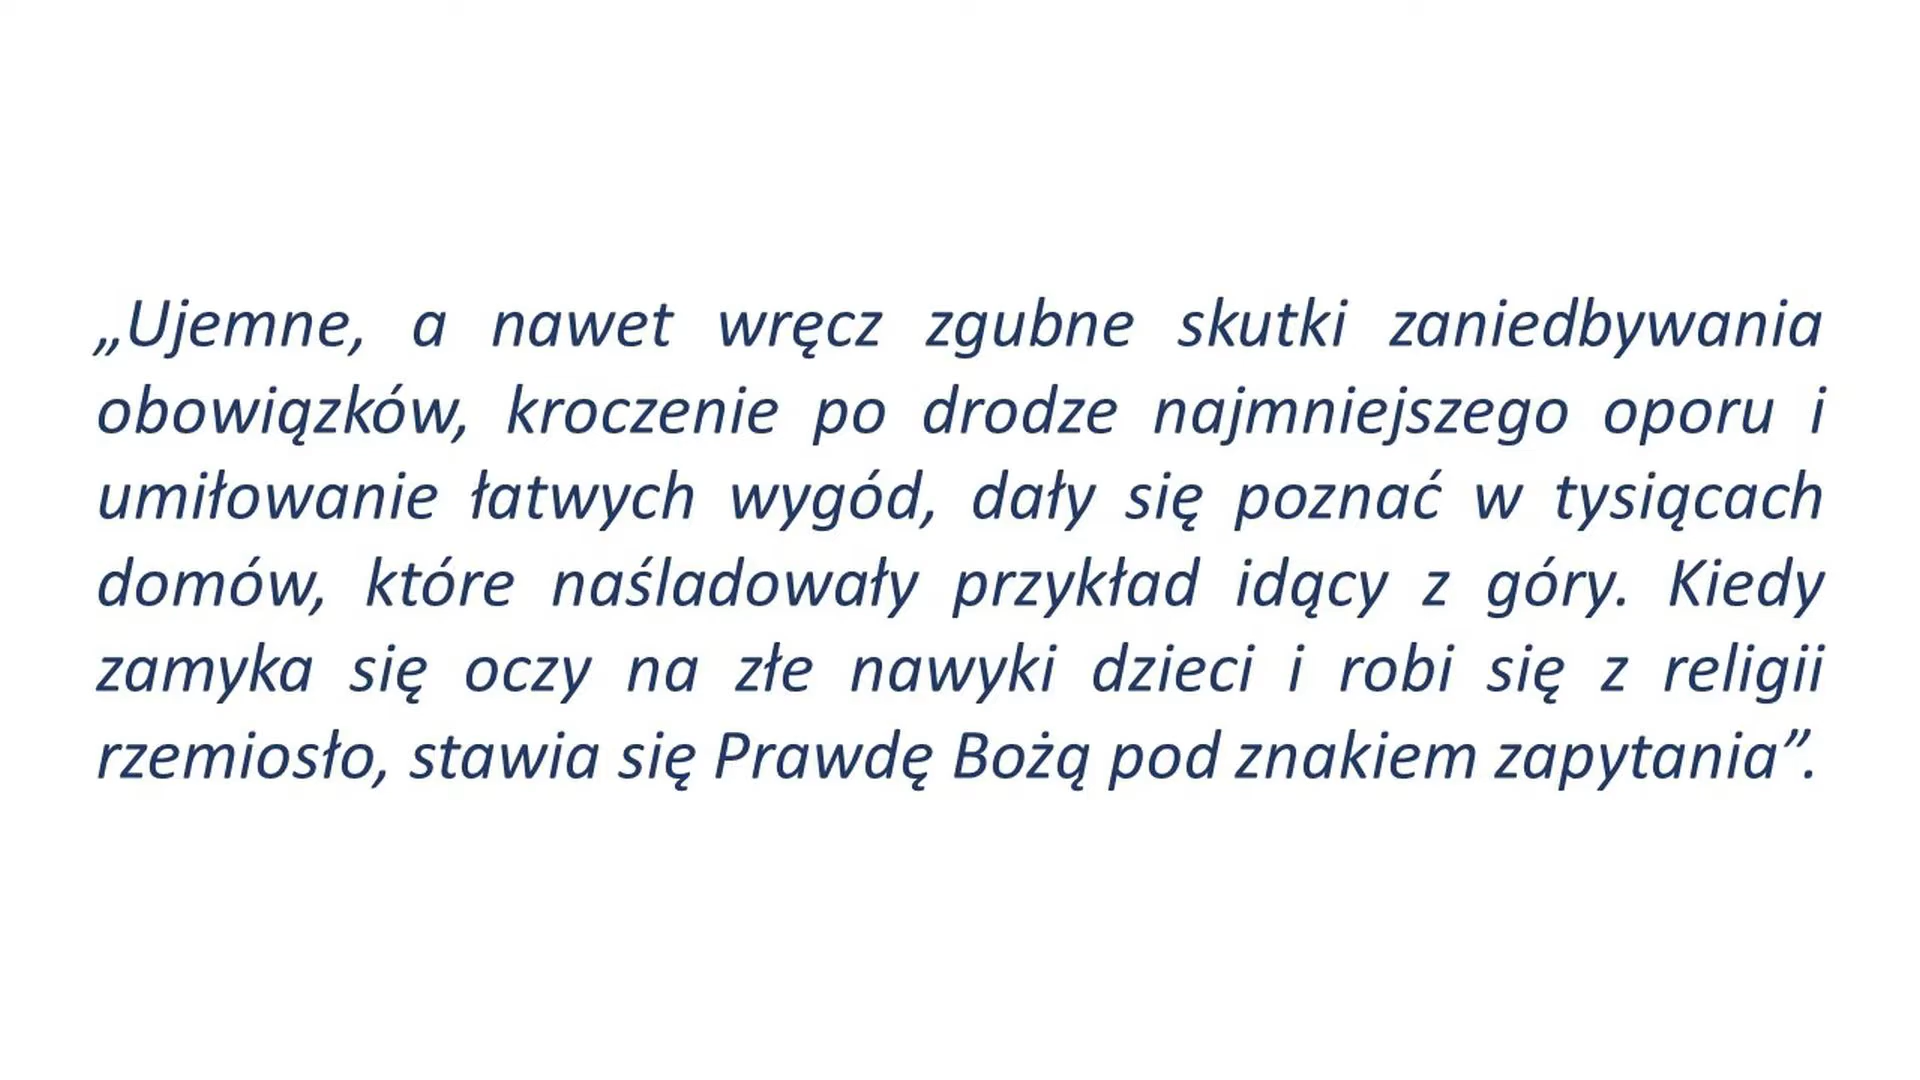 „Ujemne, a nawet wręcz zgubne skutki zaniedbywania
obowiązków, kroczenie po drodze najmniejszego oporu i
umiłowanie łatwych wygód, dały się poznać w tysiącach
domów, które naśladowały przykład idący z góry. Kiedy
zamyka się oczy na złe nawyki dzieci i robi się z religii
rzemiosło, stawia się Prawdę Bożą pod znakiem zapytania”.